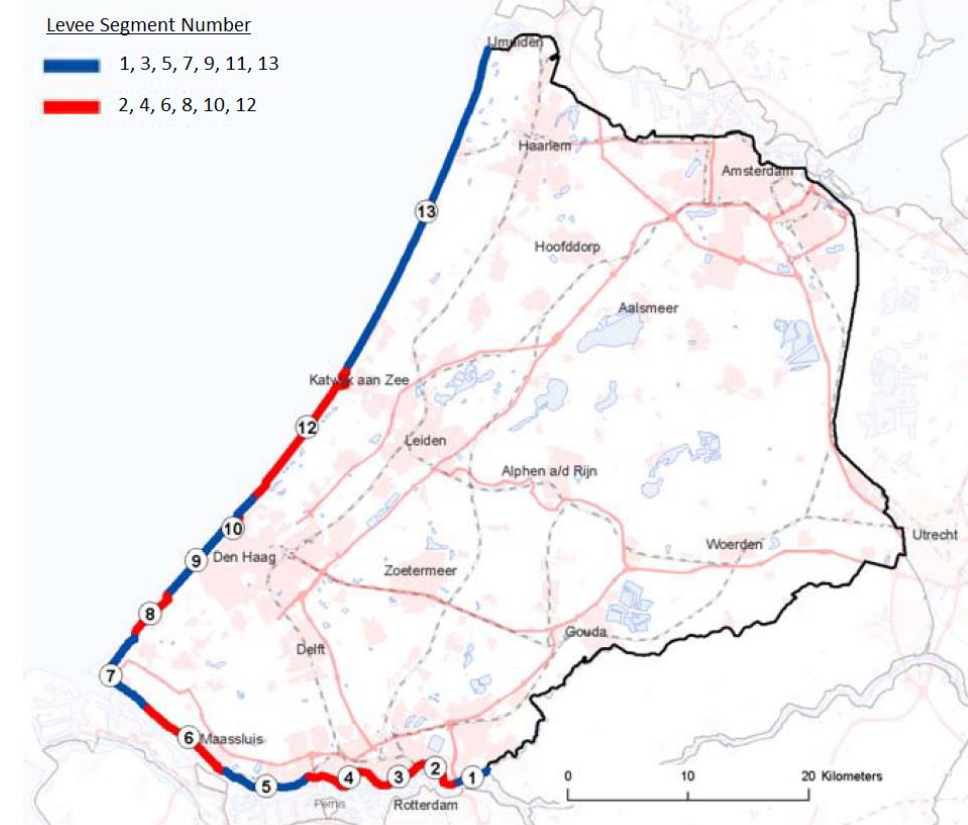 Levee Segment Number
1, 3, 5, 7, 9, 11, 13
2, 4, 6, 8, 10, 12
IJmuiden
Haarlem
Amsterdam
13
Hoofddorp
Aalsmeer
Katwijk aan Zee
12
Leiden
Alphen a/d Rijn
10
Utrecht
Woerden
9
Den Haag
Zoetermeer
8
Gouda
Delft
7
6
Maassluis
5
4
3
2
1
0
10
20 Kilometers
Pernis
Rotterdam